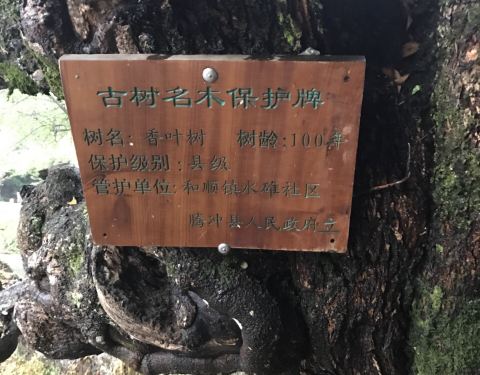 古树名木保护牌
树名: 香叶树 树龄:100年
保护级别: 县级
管护单位: 和顺镇水碓社区
腾冲县人民政府立